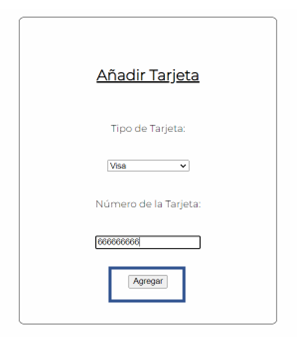 Añadir Tarjeta
Tipo de Tarjeta:
Visa
Número de la Tarjeta:
666666666
Agregar